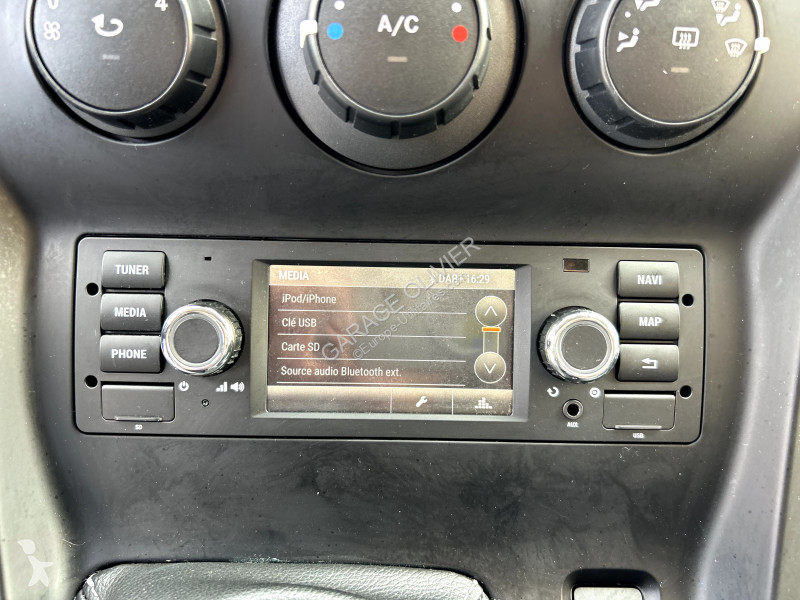 0
4
A/C
TUNER
MEDIA
PHONE
SD
MEDIA
DAB+ 16:29
iPod/iPhone
Clé USB
Carte SD
Source audio Bluetooth ext.
NAVI
MAP
AUX
USB
GARAGE OLIVIER